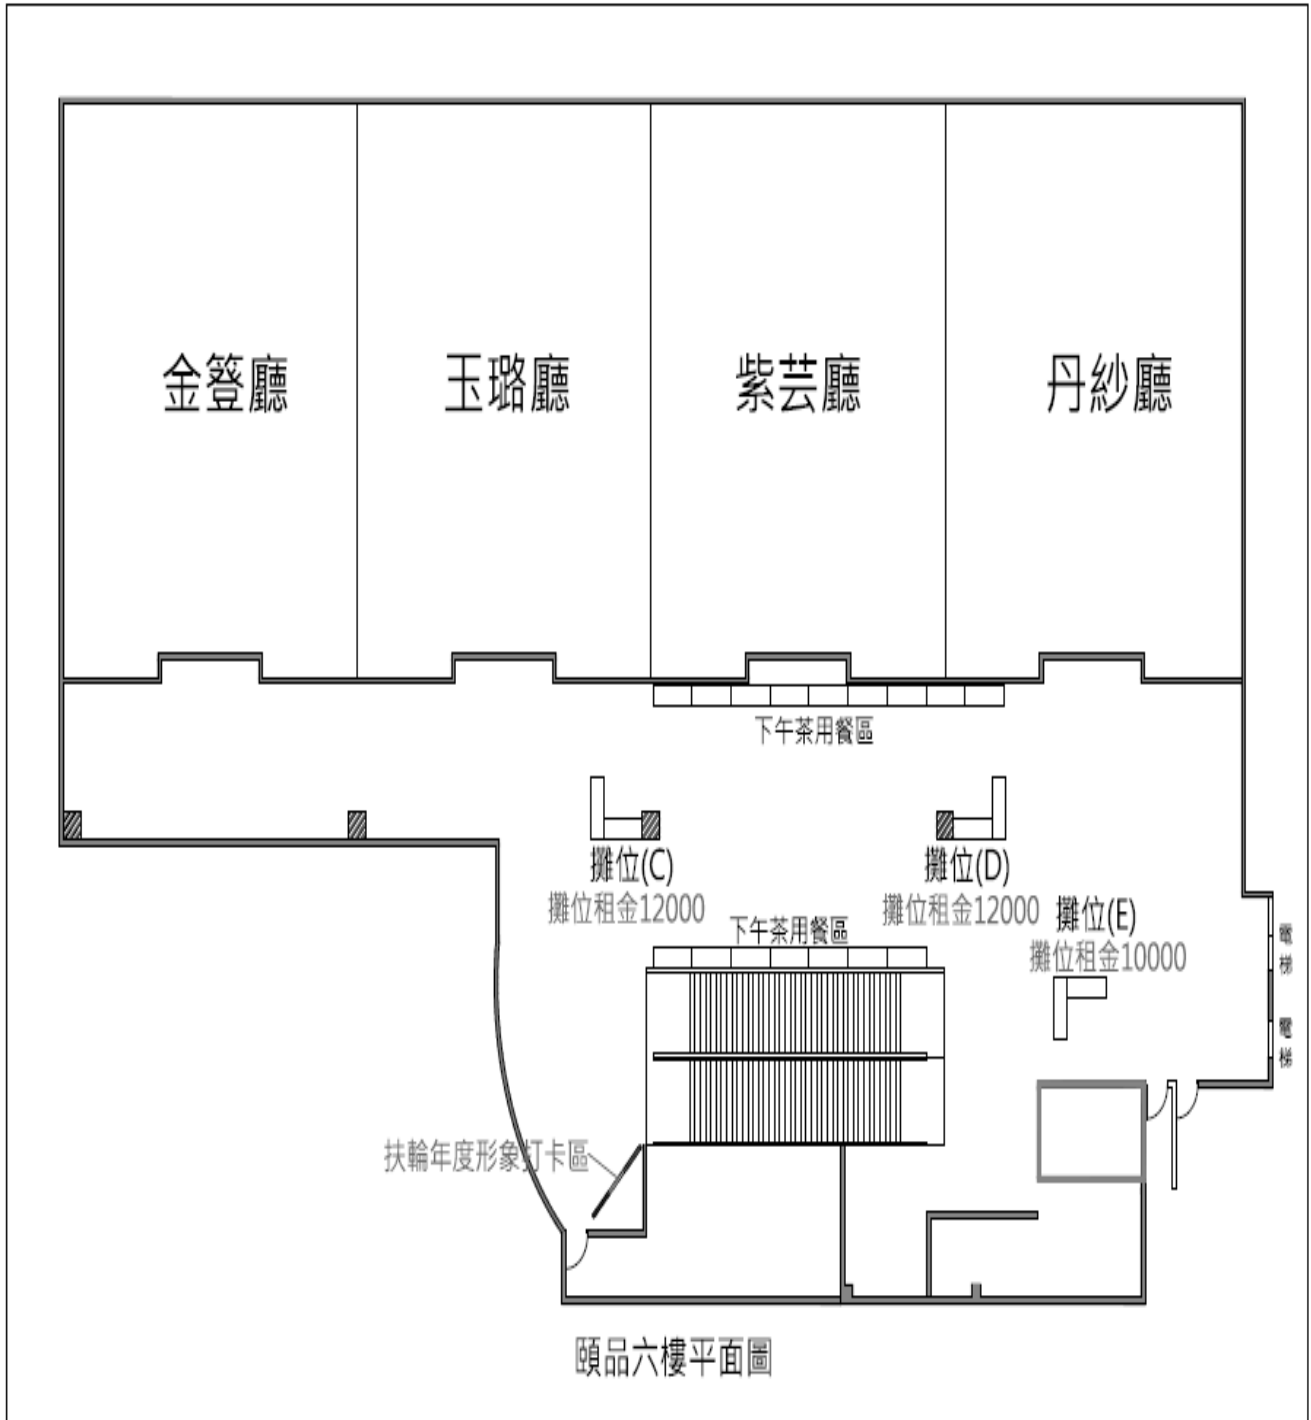 金簦廳
玉璐廳
紫芸廳
丹紗廳
下午茶用餐區
攤位(C)
攤位租金12000
攤位(D)
攤位租金12000
攤位(E)
攤位租金10000
下午茶用餐區
電梯
電梯
扶輪年度形象打卡區
頤品六樓平面圖